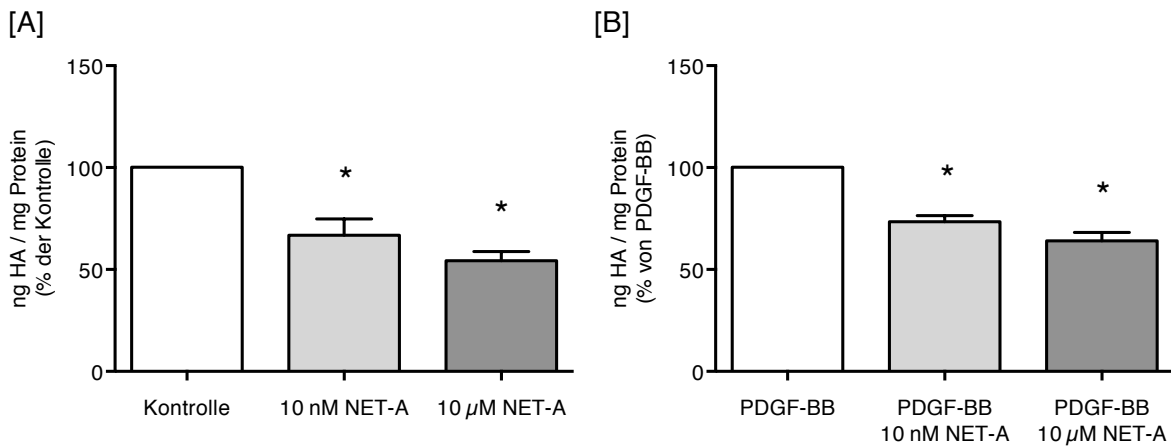 [A]
ng HA / mg Protein
(% der Kontrolle)
150
100
50
0
*
*
Kontrolle
10 nM NET-A
10 µM NET-A
[B]
ng HA / mg Protein
(% von PDGF-BB)
150
100
50
0
*
*
PDGF-BB
PDGF-BB
10 nM NET-A
PDGF-BB
10 µM NET-A